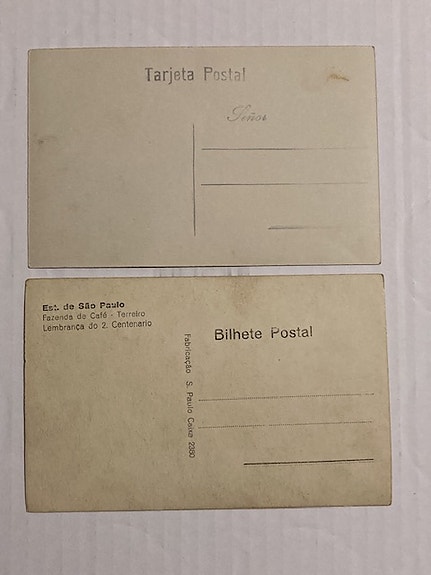 Tarjeta Postal
Señor
Est. de São Paulo
Fazenda de Café - Terreiro
Lembrança do 2. Centenario
Bilhete Postal
Fabricação S. Paulo Caixa 2380